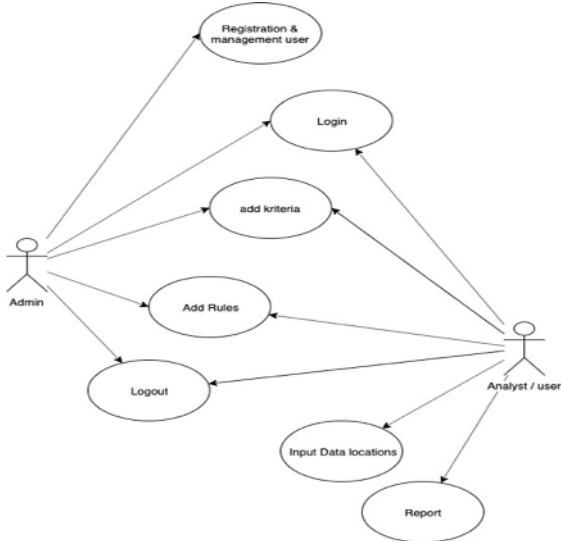 Registration &
management user
Login
add kriteria
Admin
Add Rules
Analyst / user
Logout
Input Data locations
Report